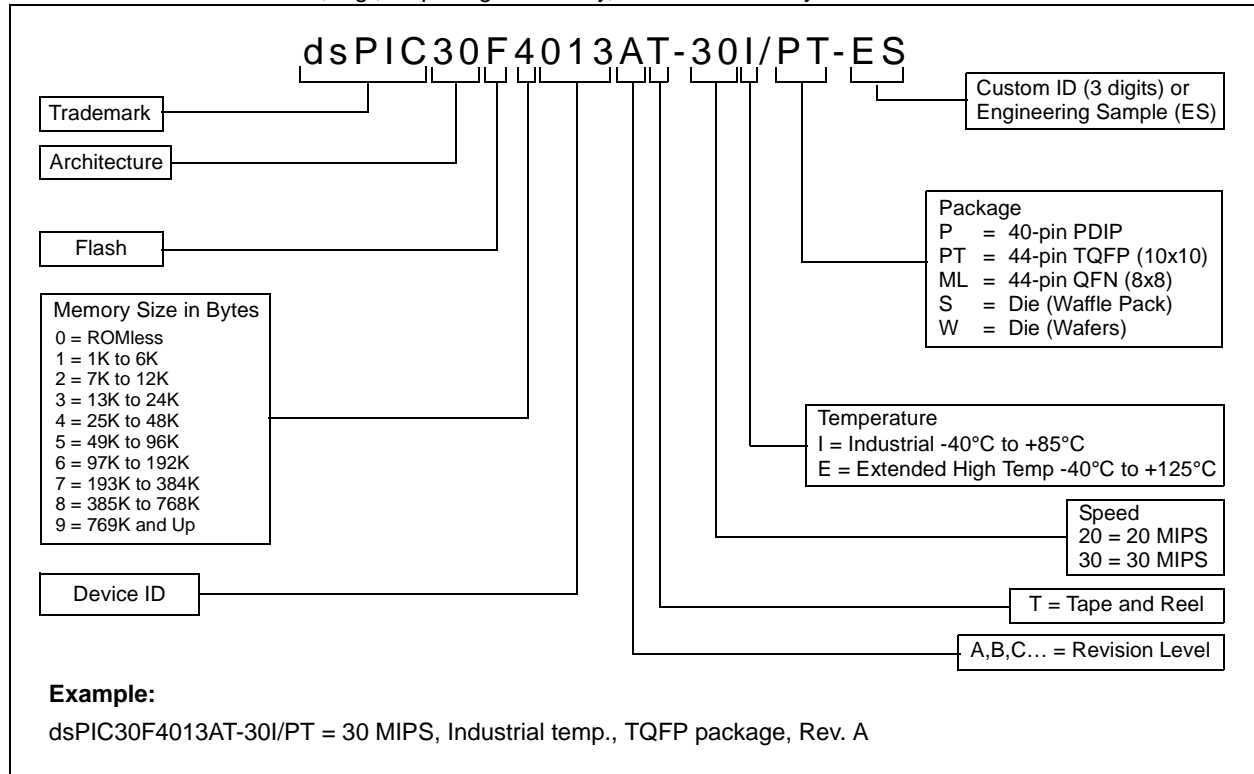 dsPIC30F4013AT-30I/PT-ES
Trademark
Architecture
Flash
Memory Size in Bytes
0 = ROMless
1 = 1K to 6K
2 = 7K to 12K
3 = 13K to 24K
4 = 25K to 48K
5 = 49K to 96K
6 = 97K to 192K
7 = 193K to 384K
8 = 385K to 768K
9 = 769K and Up
Device ID
Custom ID (3 digits) or
Engineering Sample (ES)
Package
P = 40-pin PDIP
PT = 44-pin TQFP (10x10)
ML = 44-pin QFN (8x8)
S = Die (Waffle Pack)
W = Die (Wafers)
Temperature
I = Industrial -40°C to +85°C
E = Extended High Temp -40°C to +125°C
Speed
20 = 20 MIPS
30 = 30 MIPS
T = Tape and Reel
A,B,C… = Revision Level
Example:
dsPIC30F4013AT-30I/PT = 30 MIPS, Industrial temp., TQFP package, Rev. A